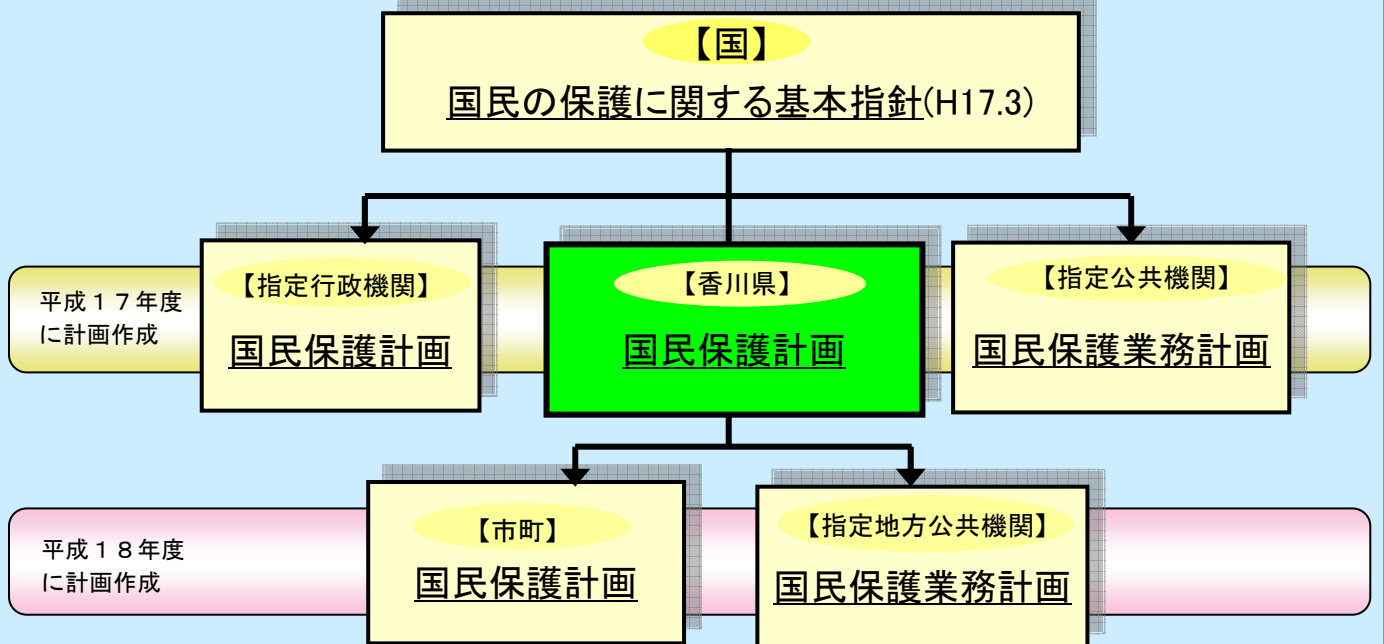 【国】
国民の保護に関する基本指針(H17.3)
平成１７年度
に計画作成
【指定行政機関】
国民保護計画
【香川県】
国民保護計画
【指定公共機関】
国民保護業務計画
平成１８年度
に計画作成
【市町】
国民保護計画
【指定地方公共機関】
国民保護業務計画